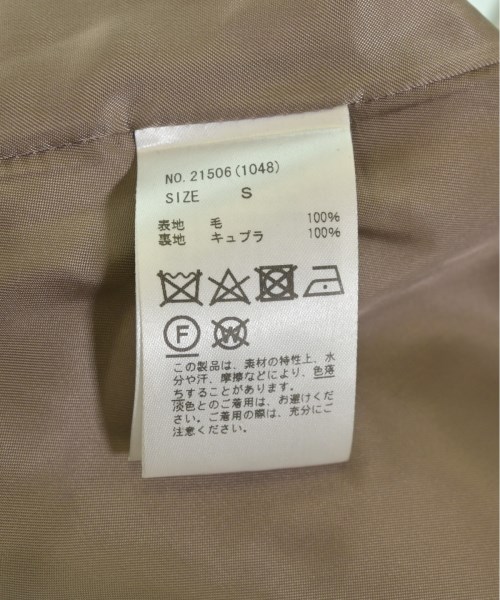 NO. 21506(1048)
SIZE S
表地 毛 100%
裏地 キュプラ 100%
F
W
この製品は、素材の特性上、水
分や汗、摩擦などにより、色落
ちすることがあります。
淡色とのご着用は、お避けくだ
さい。ご着用の際は、充分にご
注意ください。